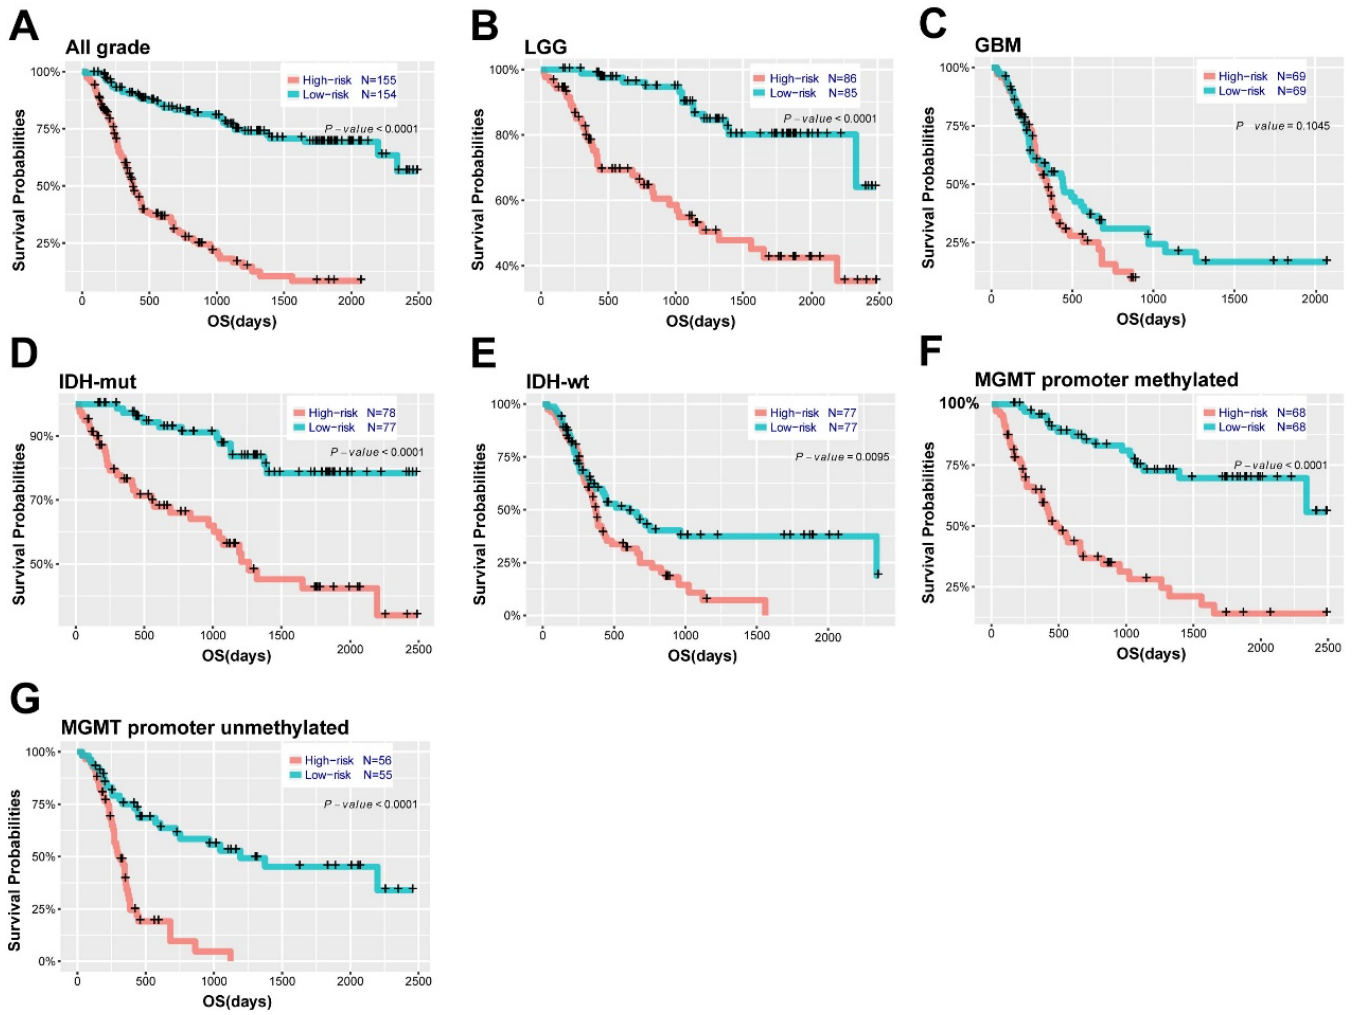 A
All grade
100%
75%
50%
25%
Survival Probabilities
High-risk N=155
Low-risk N=154
P − value < 0.0001
0 500 1000 1500 2000 2500
OS(days)
B
LGG
100%
80%
60%
40%
Survival Probabilities
High-risk N=86
Low-risk N=85
P − value < 0.0001
0 500 1000 1500 2000 2500
OS(days)
C
GBM
100%
75%
50%
25%
Survival Probabilities
High-risk N=69
Low-risk N=69
P value = 0.1045
0 500 1000 1500 2000
OS(days)
D
IDH-mut
90%
70%
50%
Survival Probabilities
High-risk N=78
Low-risk N=77
P − value < 0.0001
0 500 1000 1500 2000 2500
OS(days)
E
IDH-wt
100%
75%
50%
25%
0%
Survival Probabilities
High-risk N=77
Low-risk N=77
P − value = 0.0095
0 500 1000 1500 2000
OS(days)
F
MGMT promoter methylated
100%
75%
50%
25%
Survival Probabilities
High-risk N=68
Low-risk N=68
P − value < 0.0001
0 500 1000 1500 2000 2500
OS(days)
G
MGMT promoter unmethylated
100%
75%
50%
25%
0%
Survival Probabilities
High-risk N=56
Low-risk N=55
P − value < 0.0001
0 500 1000 1500 2000 2500
OS(days)